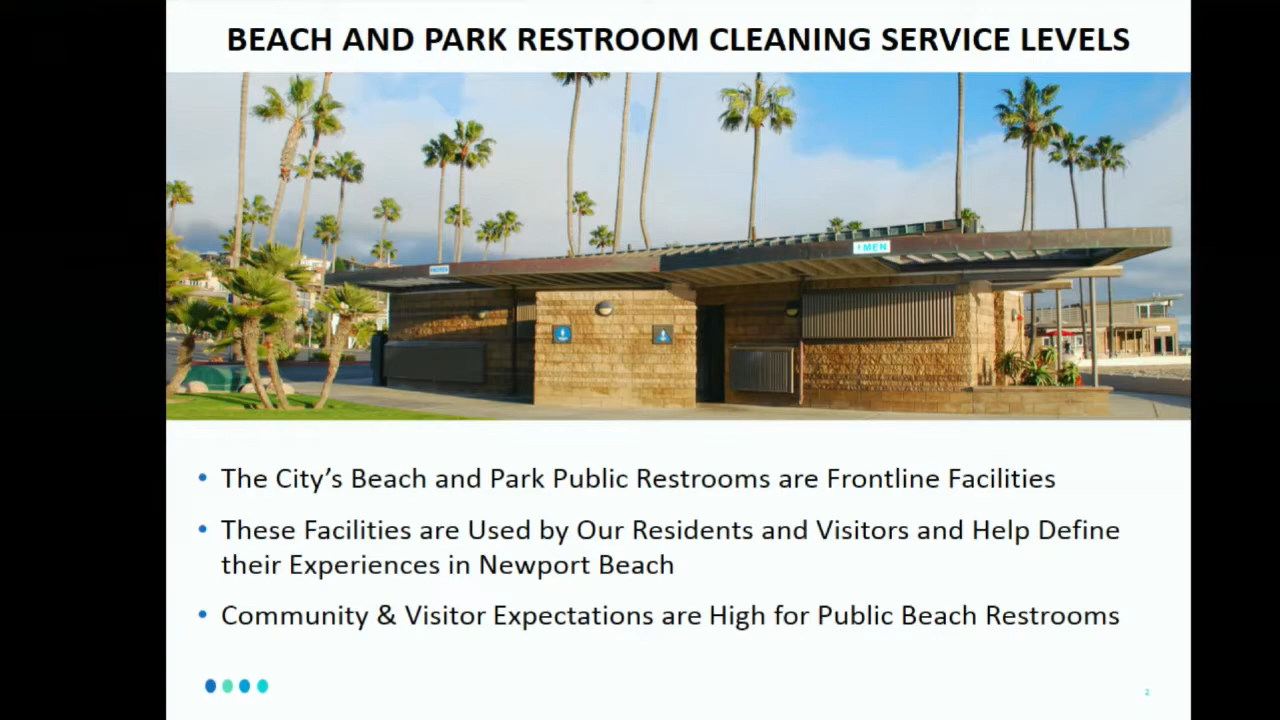 BEACH AND PARK RESTROOM CLEANING SERVICE LEVELS
MEN
• The City’s Beach and Park Public Restrooms are Frontline Facilities
• These Facilities are Used by Our Residents and Visitors and Help Define
their Experiences in Newport Beach
• Community & Visitor Expectations are High for Public Beach Restrooms
2